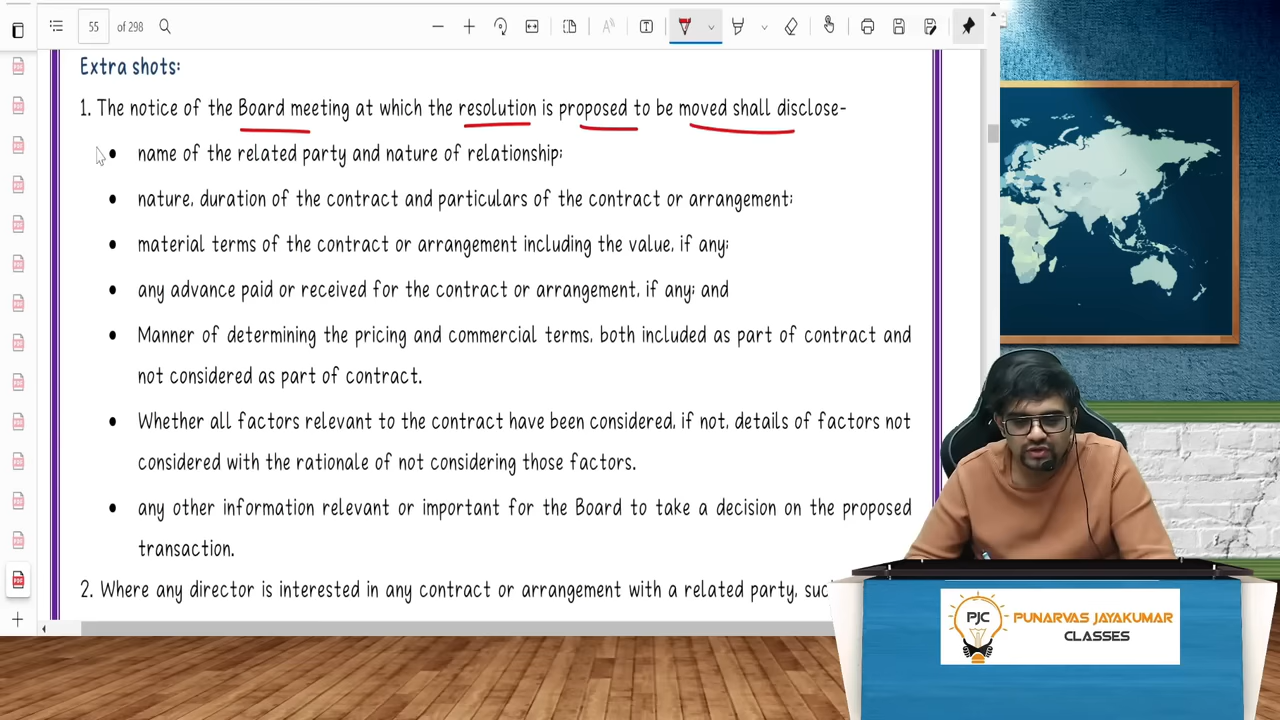 55 of 298
Extra shots:
1. The notice of the Board meeting at which the resolution is proposed to be moved shall disclose-
• name of the related party and nature of relationship;
• nature, duration of the contract and particulars of the contract or arrangement;
• material terms of the contract or arrangement including the value, if any;
• any advance paid or received for the contract or arrangement, if any; and
• Manner of determining the pricing and commercial terms, both included as part of contract and
not considered as part of contract.
• Whether all factors relevant to the contract have been considered, if not, details of factors not
considered with the rationale of not considering those factors.
• any other information relevant or important for the Board to take a decision on the proposed
transaction.
2. Where any director is interested in any contract or arrangement with a related party, suc
PJC
PUNARVAS JAYAKUMAR
CLASSES